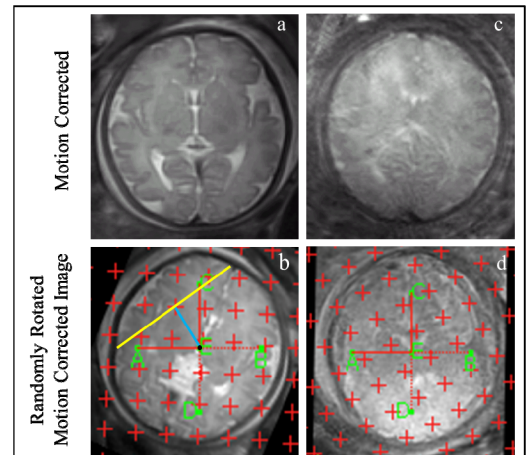 Motion Corrected
a
c
Randomly Rotated
Motion Corrected Image
b
d
C
A
E
B
D
C
A
E
B
D